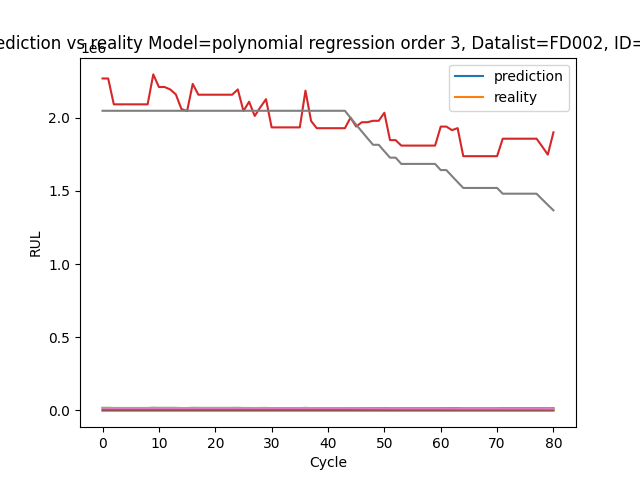 ediction vs reality Model=polynomial regression order 3, Datalist=FD002, ID=
1e6
prediction
reality
2.0
1.5
1.0
0.5
0.0
RUL
0 10 20 30 40 50 60 70 80
Cycle